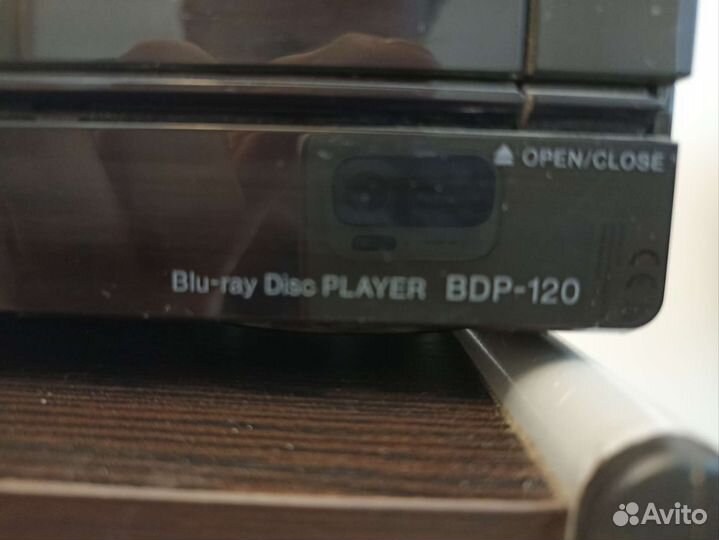 ⏏ OPEN/CLOSE
Blu-ray Disc PLAYER BDP-120
Avito